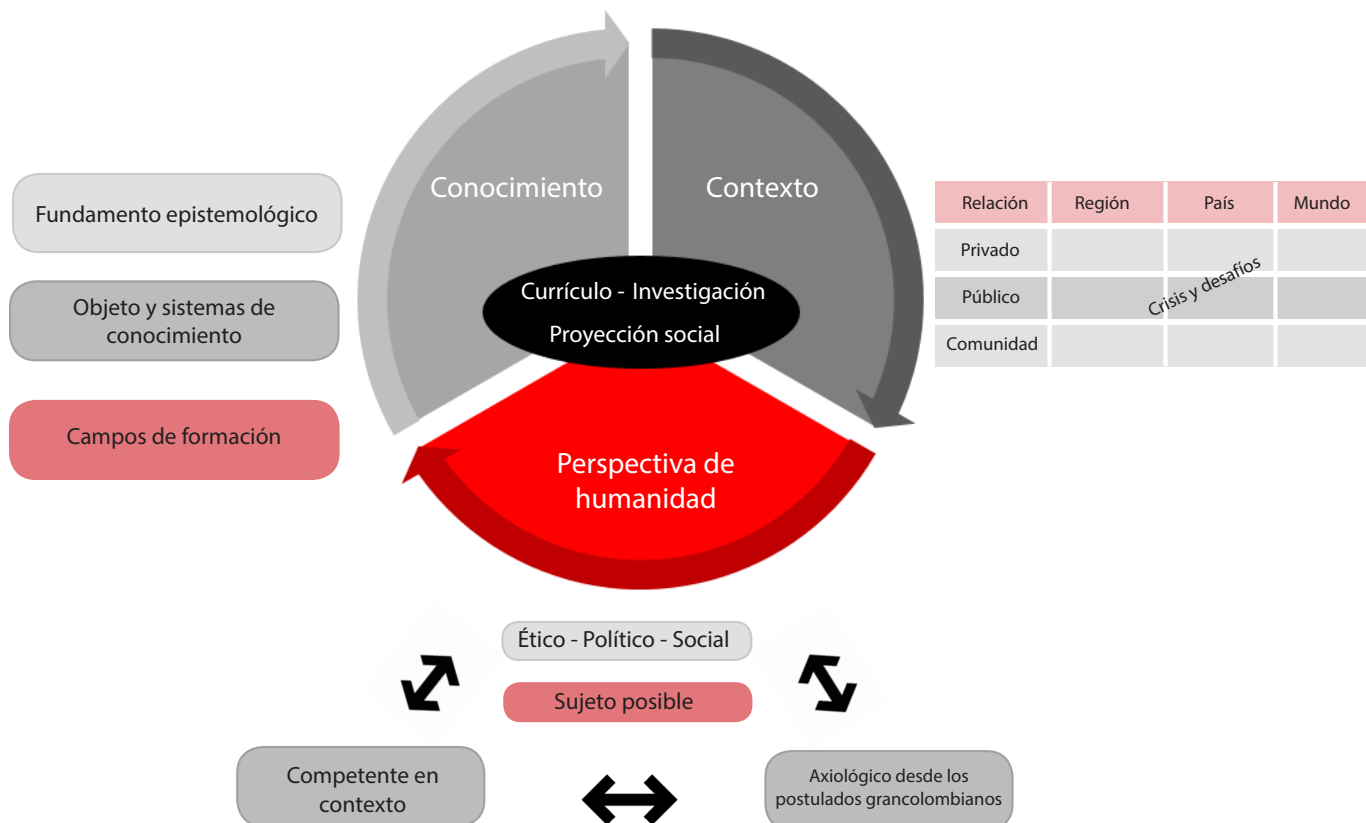 Conocimiento
Contexto
Fundamento epistemológico
Objeto y sistemas de
conocimiento
Campos de formación
Currículo - Investigación
Proyección social
Relación Región País Mundo
Privado
Público
Comunidad
Crisis y desafíos
Perspectiva de
humanidad
Ético - Político - Social
Sujeto posible
Competente en
contexto
Axiológico desde los
postulados grancolombianos